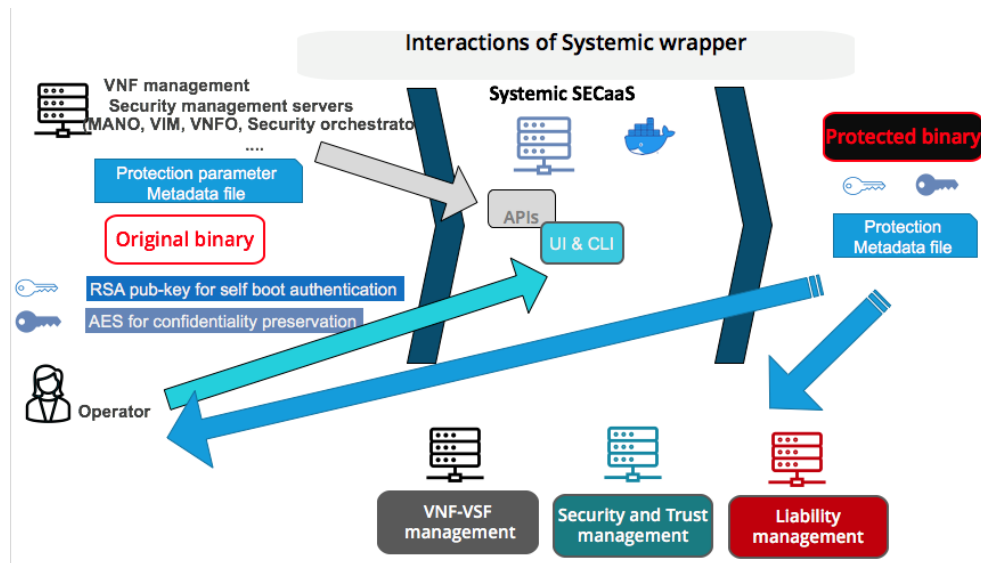 Interactions of Systemic wrapper
VNF management
Security management servers
(MANO, VIM, VNFO, Security orchestrato
....
Protection parameter
Metadata file
Original binary
RSA pub-key for self boot authentication
AES for confidentiality preservation
Operator
Systemic SECaaS
APIs
UI & CLI
Protected binary
Protection
Metadata file
VNF-VSF
management
Security and Trust
management
Liability
management